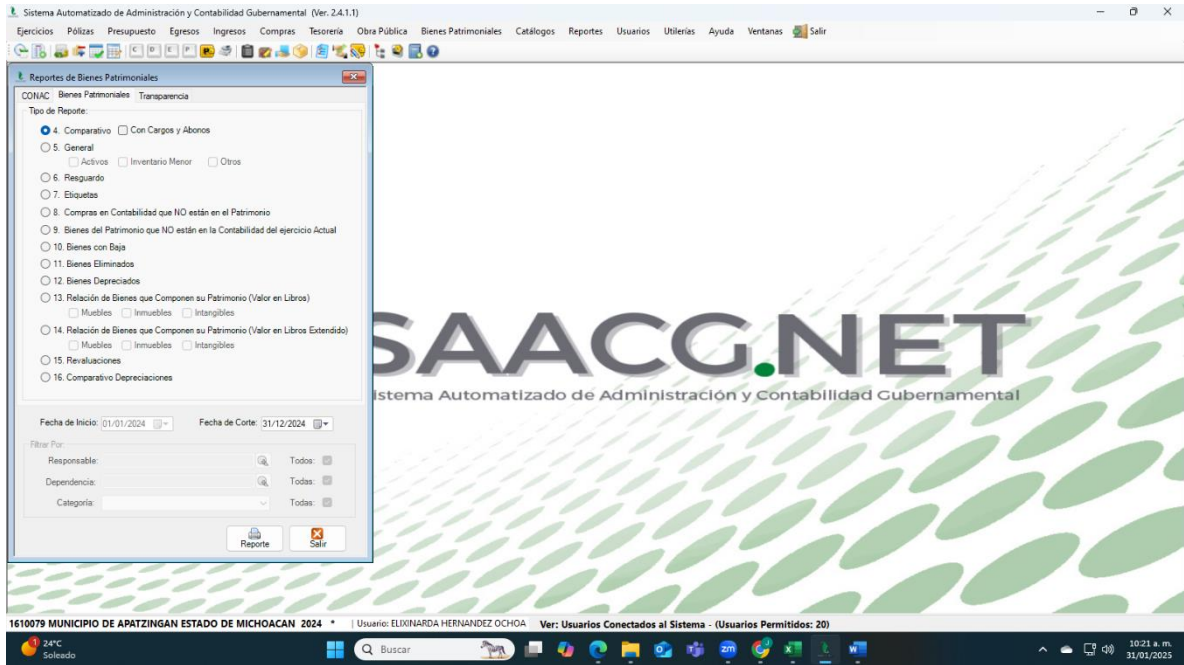 Sistema Automatizado de Administración y Contabilidad Gubernamental (Ver. 2.4.1.1)
Ejercicios Pólizas Presupuesto Egresos Ingresos Compras Tesorería Obra Pública Bienes Patrimoniales Catálogos Reportes Usuarios Utilerías Ayuda Ventanas Salir
C D E P
Reportes de Bienes Patrimoniales
CONAC Bienes Patrimoniales Transparencia
Tipo de Reporte:
4. Comparativo Con Cargos y Abonos
5. General
Activos Inventario Menor Otros
6. Resguardo
7. Etiquetas
8. Compras en Contabilidad que NO están en el Patrimonio
9. Bienes del Patrimonio que NO están en la Contabilidad del ejercicio Actual
10. Bienes con Baja
11. Bienes Eliminados
12. Bienes Depreciados
13. Relación de Bienes que Componen su Patrimonio (Valor en Libros)
Muebles Inmuebles Intangibles
14. Relación de Bienes que Componen su Patrimonio (Valor en Libros Extendido)
Muebles Inmuebles Intangibles
15. Revaluaciones
16. Comparativo Depreciaciones
Fecha de Inicio: 01/01/2024 Fecha de Corte: 31/12/2024
Filtrar Por:
Responsable: Todos:
Dependencia: Todas:
Categoría: Todas:
Reporte Salir
SAACG.NET
istema Automatizado de Administración y Contabilidad Gubernamental
1610079 MUNICIPIO DE APATZINGAN ESTADO DE MICHOACAN 2024 * | Usuario: ELIXINARDA HERNANDEZ OCHOA Ver: Usuarios Conectados al Sistema - (Usuarios Permitidos: 20)
1 24°C
Soleado
Buscar
zm
10:21 a. m.
31/01/2025